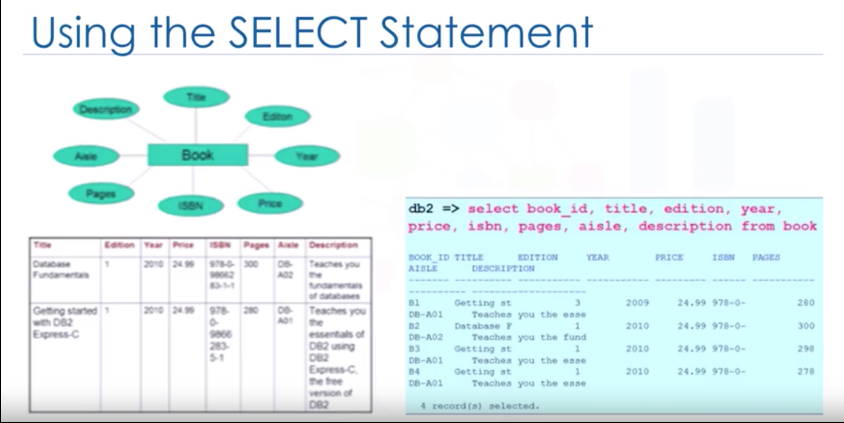 Using the SELECT Statement
Title
Description
Editon
Aisle
Book
Year
Pages
ISBN
Price
Title Edition Year Price ISBN Pages Aisle Description
Database 1 2010 24.99 978-0- 300 DB- Teaches you
Fundamentals 98662 A02 the
83-1-1 fundamentals
of databases
Getting started 1 2010 24.99 978- 280 DB- Teaches you
with DB2 0- A01 the
Express-C 9866 essentials of
283- DB2 using
5-1 DB2
Express-C,
the free
version of
DB2
db2 => select book_id, title, edition, year,
price, isbn, pages, aisle, description from book
BOOK_ID TITLE EDITION YEAR PRICE ISBN PAGES
AISLE DESCRIPTION
B1 Getting st 3 2009 24.99 978-0- 280
DB-A01 Teaches you the esse
B2 Database F 1 2010 24.99 978-0- 300
DB-A02 Teaches you the fund
B3 Getting st 1 2010 24.99 978-0- 298
DB-A01 Teaches you the esse
B4 Getting st 1 2010 24.99 978-0- 278
DB-A01 Teaches you the esse
4 record(s) selected.